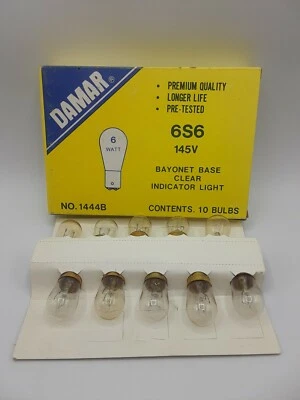 DAMAR
• PREMIUM QUALITY
• LONGER LIFE
• PRE-TESTED
6S6
145V
6
WATT
BAYONET BASE
CLEAR
INDICATOR LIGHT
NO. 1444B
CONTENTS. 10 BULBS